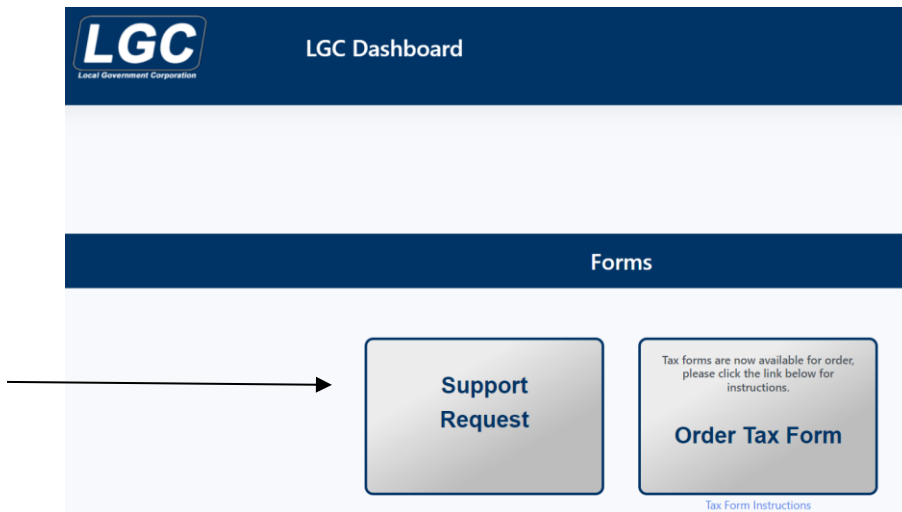 LGC
Local Government Corporation
LGC Dashboard
Forms
Support
Request
Tax forms are now available for order,
please click the link below for
instructions.
Order Tax Form
Tax Form Instructions